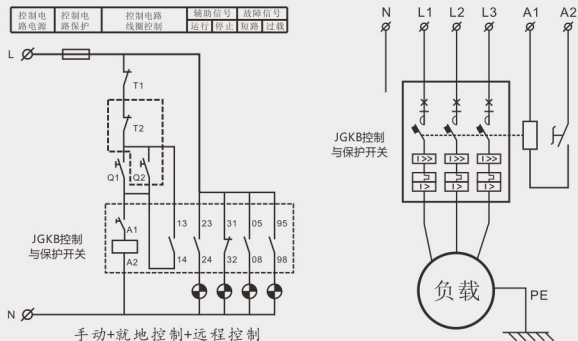 控制电路电源 控制电路保护 控制电路线圈控制 辅助信号 故障信号
运行 停止 短路 过载
L
T1
T2
Q1 Q2
JGKB控制与保护开关
A1
A2
13 23 31 05 95
14 24 32 08 98
N
手动+就地控制+远程控制
N L1 L2 L3 A1 A2
JGKB控制与保护开关
I>> I>> I>>
I> I> I>
负载
PE